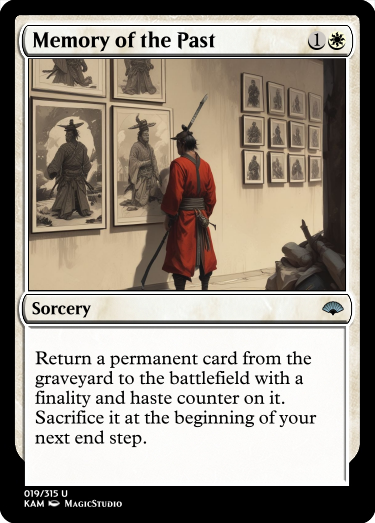 Memory of the Past 1
Sorcery
Return a permanent card from the
graveyard to the battlefield with a
finality and haste counter on it.
Sacrifice it at the beginning of your
next end step.
019/315 U
KAM MagicStudio